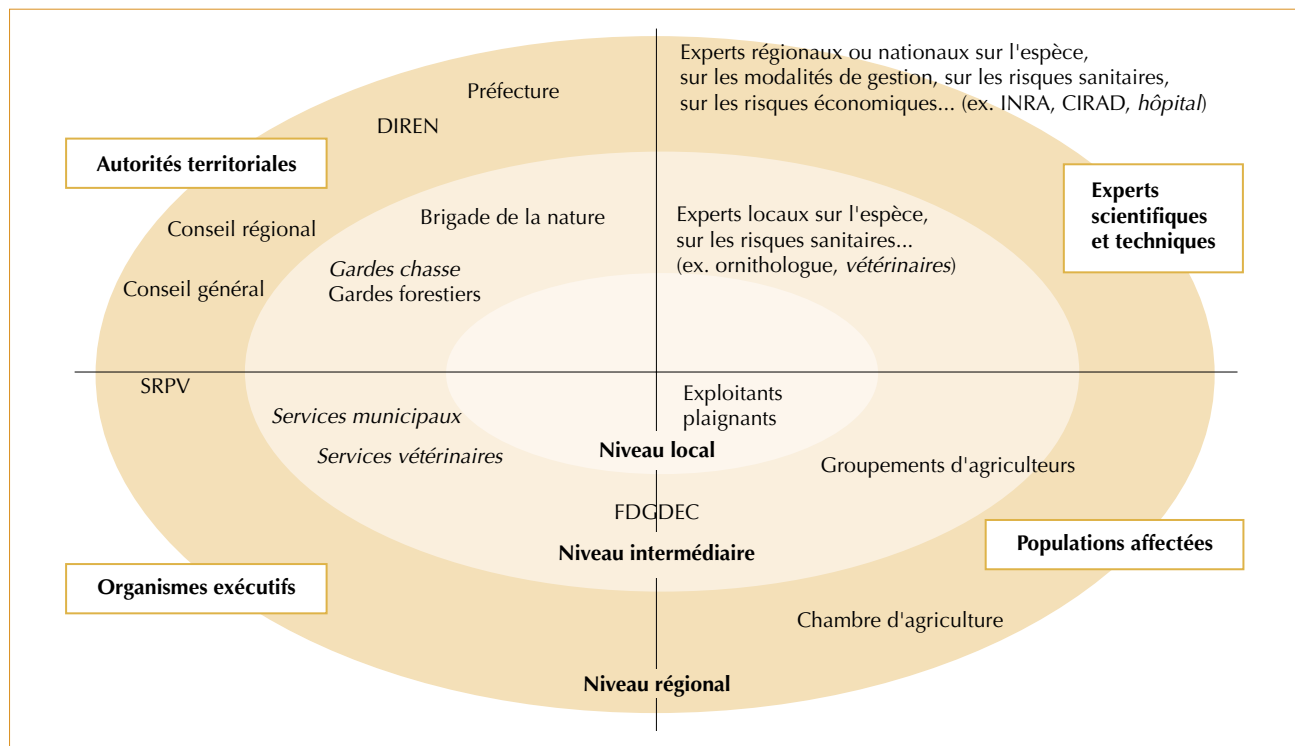 Experts régionaux ou nationaux sur l'espèce,
sur les modalités de gestion, sur les risques sanitaires,
sur les risques économiques... (ex. INRA, CIRAD, hôpital)
Préfecture
DIREN
Autorités territoriales
Experts
scientifiques
et techniques
Conseil régional
Brigade de la nature
Experts locaux sur l'espèce,
sur les risques sanitaires...
(ex. ornithologue, vétérinaires)
Conseil général
Gardes chasse
Gardes forestiers
SRPV
Exploitants
plaignants
Services municipaux
Services vétérinaires
Niveau local
Groupements d'agriculteurs
FDGDEC
Niveau intermédiaire
Populations affectées
Organismes exécutifs
Chambre d'agriculture
Niveau régional